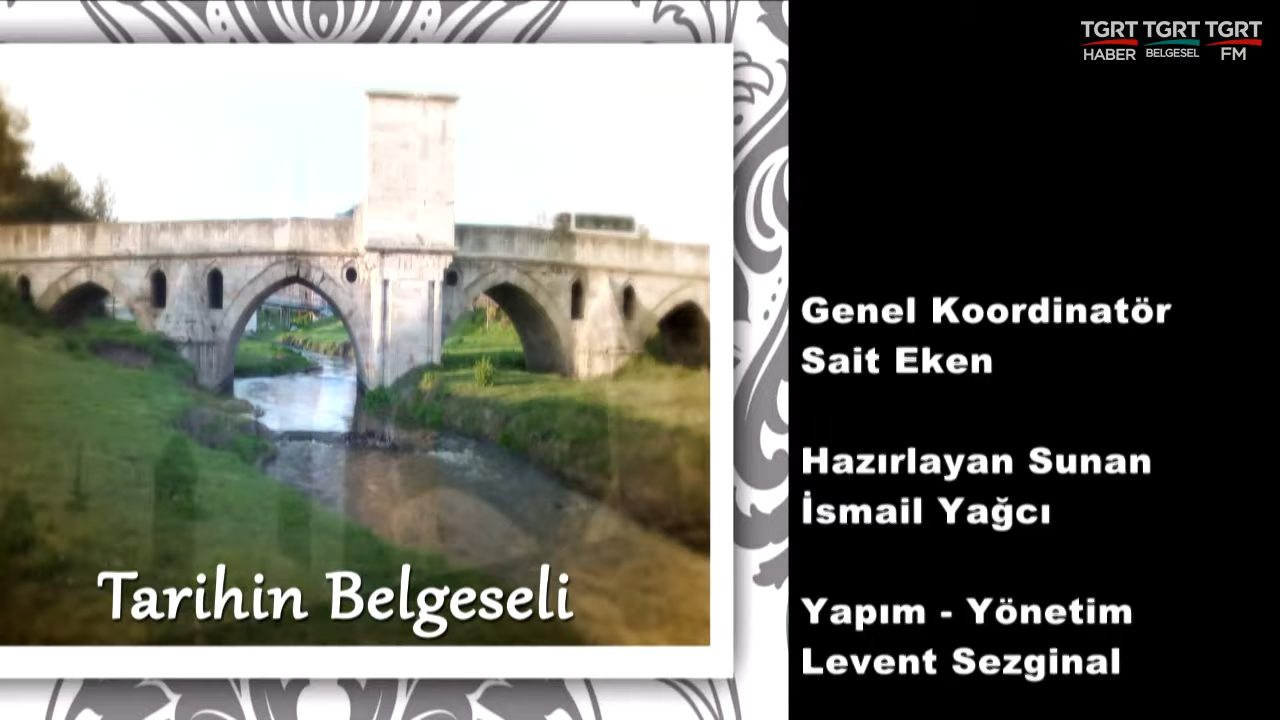 TGRT TGRT TGRT
HABER BELGESEL FM
Genel Koordinatör
Sait Eken
Hazırlayan Sunan
İsmail Yağcı
Yapım - Yönetim
Levent Sezginal
Tarihin Belgeseli